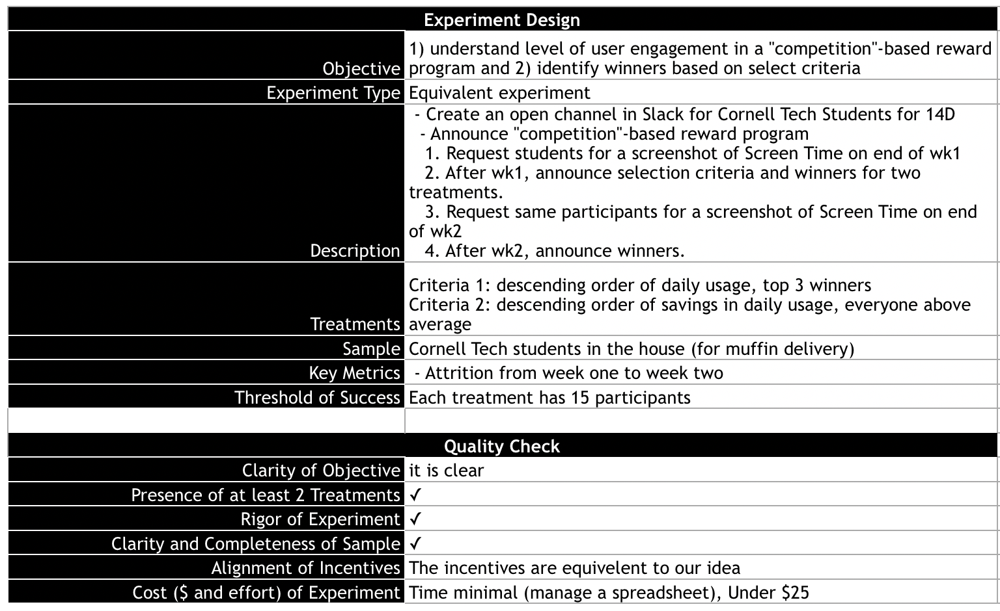 Experiment Design
1) understand level of user engagement in a "competition"-based reward
Objective program and 2) identify winners based on select criteria
Experiment Type Equivalent experiment
- Create an open channel in Slack for Cornell Tech Students for 14D
- Announce "competition"-based reward program
1. Request students for a screenshot of Screen Time on end of wk1
2. After wk1, announce selection criteria and winners for two
treatments.
3. Request same participants for a screenshot of Screen Time on end
of wk2
Description 4. After wk2, announce winners.
Criteria 1: descending order of daily usage, top 3 winners
Criteria 2: descending order of savings in daily usage, everyone above
Treatments average
Sample Cornell Tech students in the house (for muffin delivery)
Key Metrics - Attrition from week one to week two
Threshold of Success Each treatment has 15 participants
Quality Check
Clarity of Objective it is clear
Presence of at least 2 Treatments ✓
Rigor of Experiment ✓
Clarity and Completeness of Sample ✓
Alignment of Incentives The incentives are equivelent to our idea
Cost ($ and effort) of Experiment Time minimal (manage a spreadsheet), Under $25